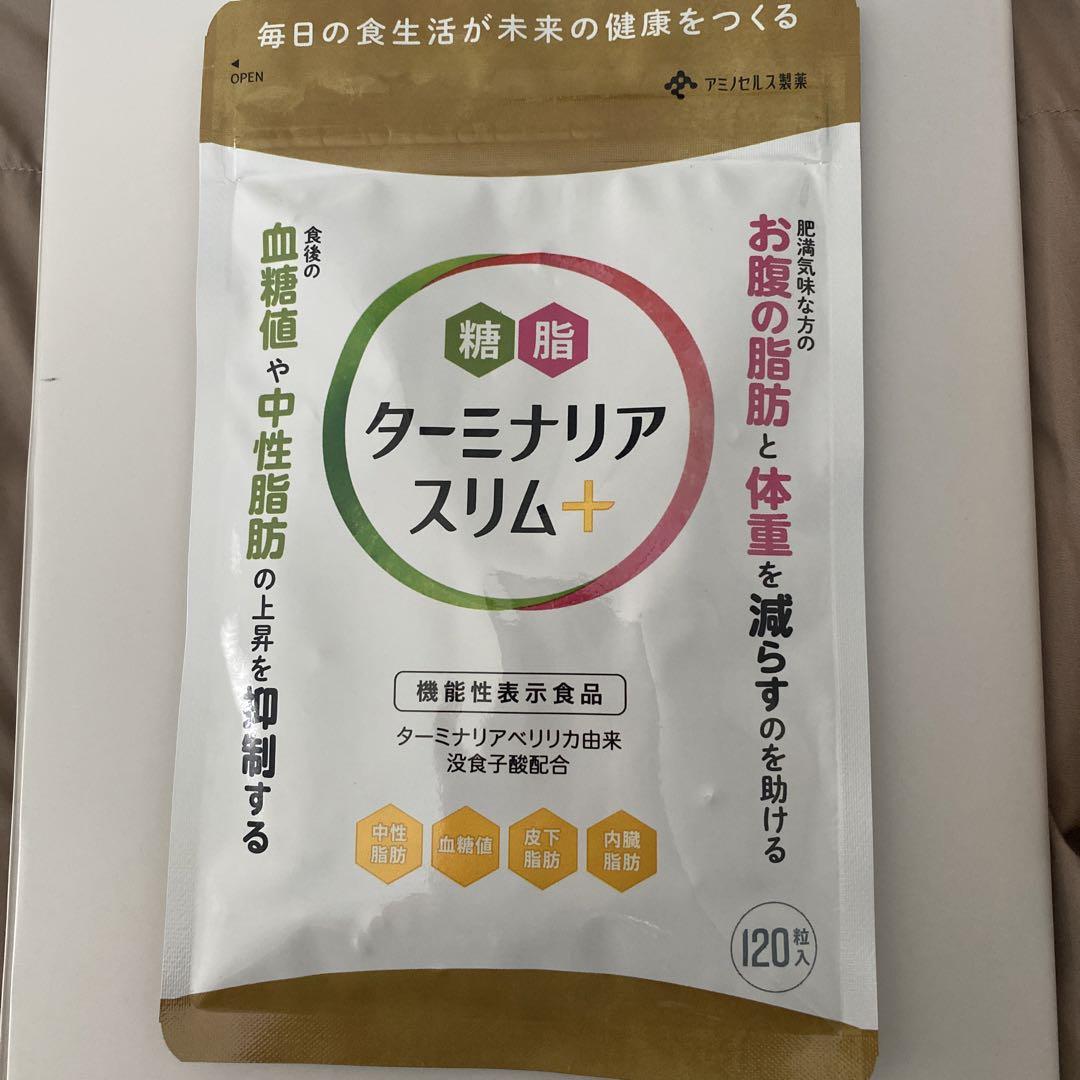 毎日の食生活が未来の健康をつくる
OPEN
アミノセルス製薬
肥満気味な方の
お腹の脂肪と体重を減らすのを助ける
食後の
血糖値や中性脂肪の上昇を抑制する
糖 脂
ターミナリア
スリム+
機能性表示食品
ターミナリアベリリカ由来
没食子酸配合
中性
脂肪
血糖値
皮下
脂肪
内臓
脂肪
120粒入